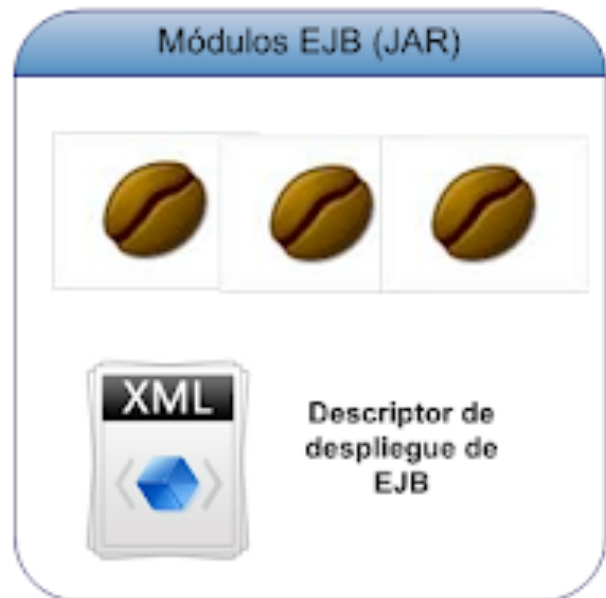 Módulos EJB (JAR)
XML
Descriptor de
despliegue de
EJB